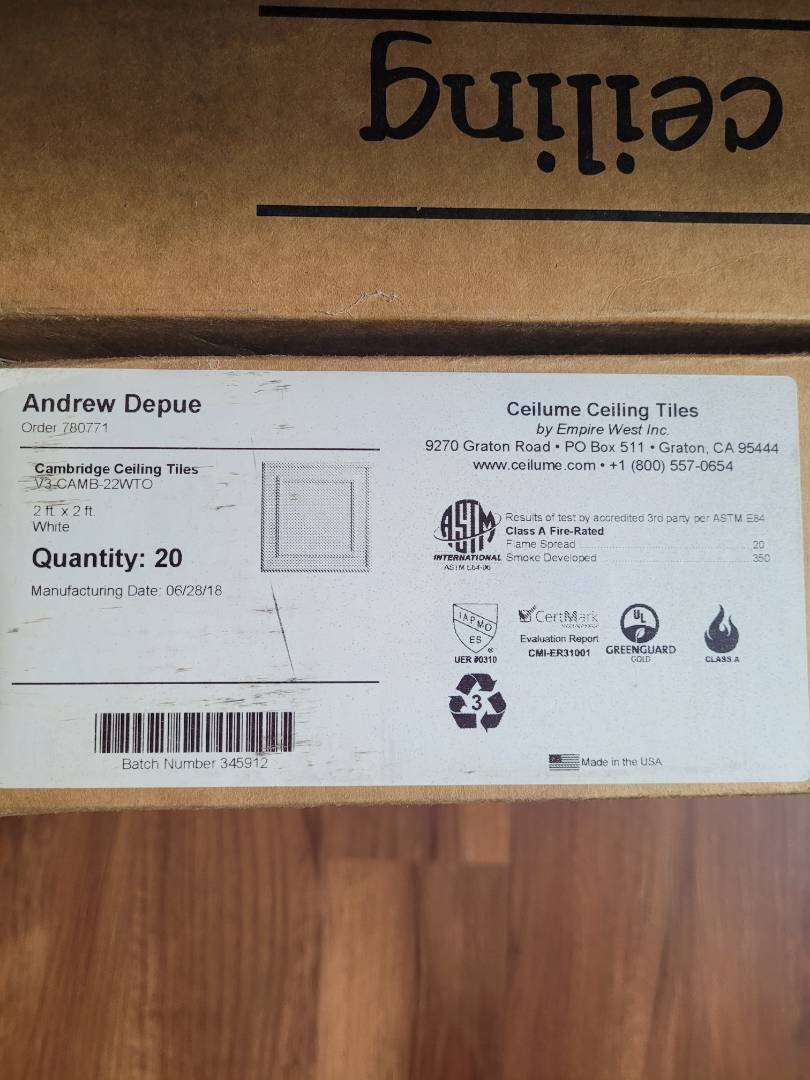 ceiling
Andrew Depue
Order 780771
Cambridge Ceiling Tiles
V3-CAMB-22WTO
2 ft. x 2 ft.
White
Quantity: 20
Manufacturing Date: 06/28/18
Batch Number 345912
Ceilume Ceiling Tiles
by Empire West Inc.
9270 Graton Road • PO Box 511 • Graton, CA 95444
www.ceilume.com • +1 (800) 557-0654
ASTM
INTERNATIONAL
ASTM E84-06
Results of test by accredited 3rd party per ASTM E84
Class A Fire-Rated
Flame Spread 20
Smoke Developed 350
IAPMO
ES
®
UER #0310
CertMark
Evaluation Report
CMI-ER31001
UL
GREENGUARD
GOLD
CLASS A
3
Made in the USA